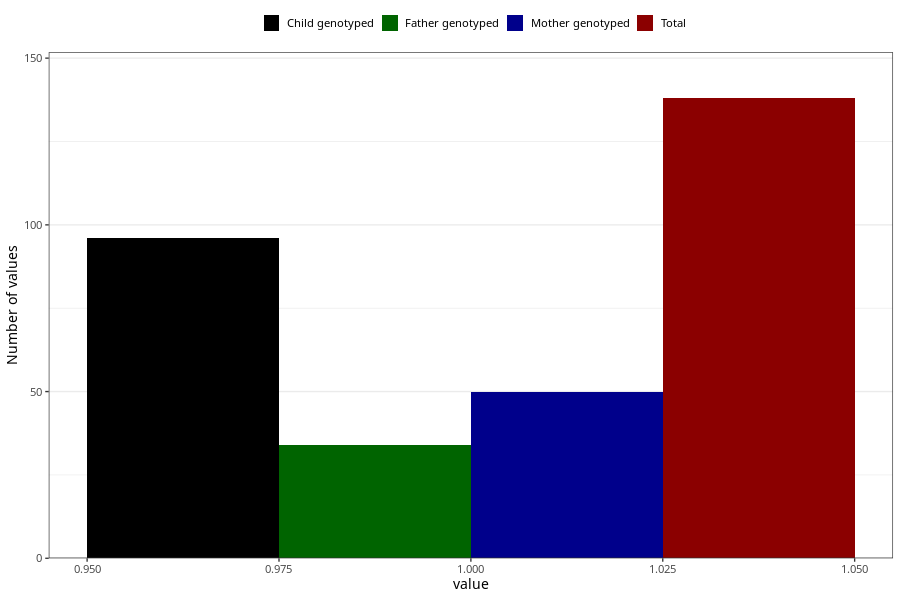 Child genotyped Father genotyped Mother genotyped Total
150
100
50
0
Number of values
0.950 0.975 1.000 1.025 1.050
value